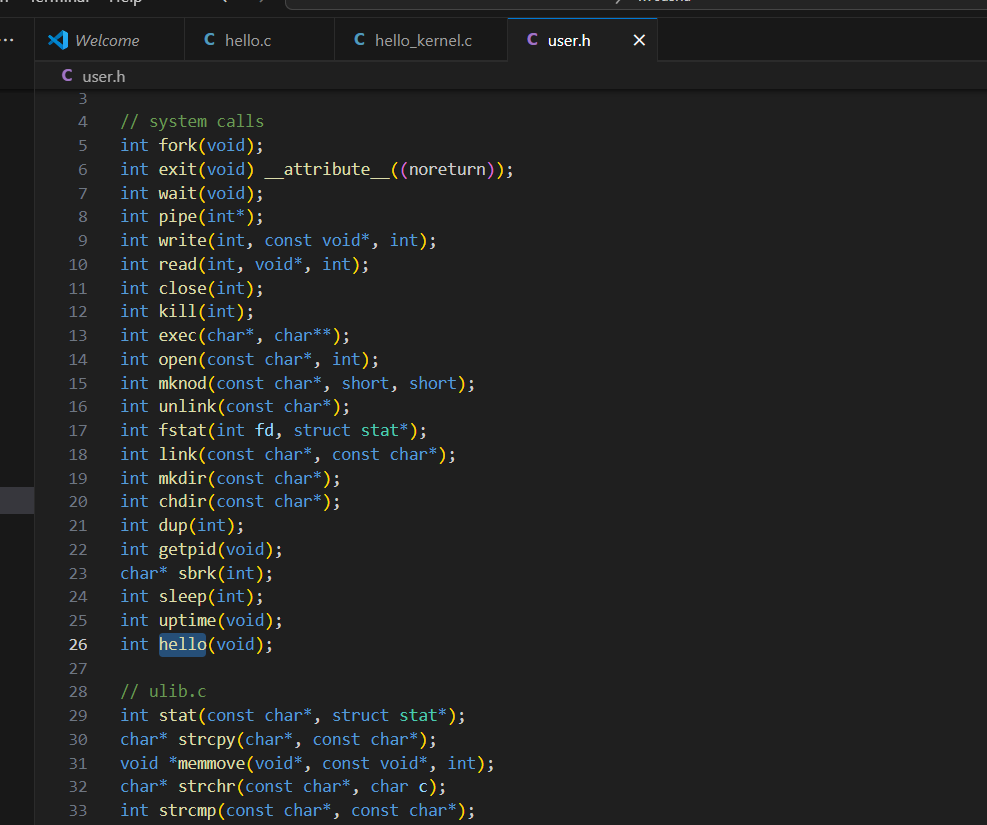 Terminal Help
Welcome
C hello.c
C hello_kernel.c
C user.h
C user.h
3
4 // system calls
5 int fork(void);
6 int exit(void) __attribute__((noreturn));
7 int wait(void);
8 int pipe(int*);
9 int write(int, const void*, int);
10 int read(int, void*, int);
11 int close(int);
12 int kill(int);
13 int exec(char*, char**);
14 int open(const char*, int);
15 int mknod(const char*, short, short);
16 int unlink(const char*);
17 int fstat(int fd, struct stat*);
18 int link(const char*, const char*);
19 int mkdir(const char*);
20 int chdir(const char*);
21 int dup(int);
22 int getpid(void);
23 char* sbrk(int);
24 int sleep(int);
25 int uptime(void);
26 int hello(void);
27
28 // ulib.c
29 int stat(const char*, struct stat*);
30 char* strcpy(char*, const char*);
31 void *memmove(void*, const void*, int);
32 char* strchr(const char*, char c);
33 int strcmp(const char*, const char*);